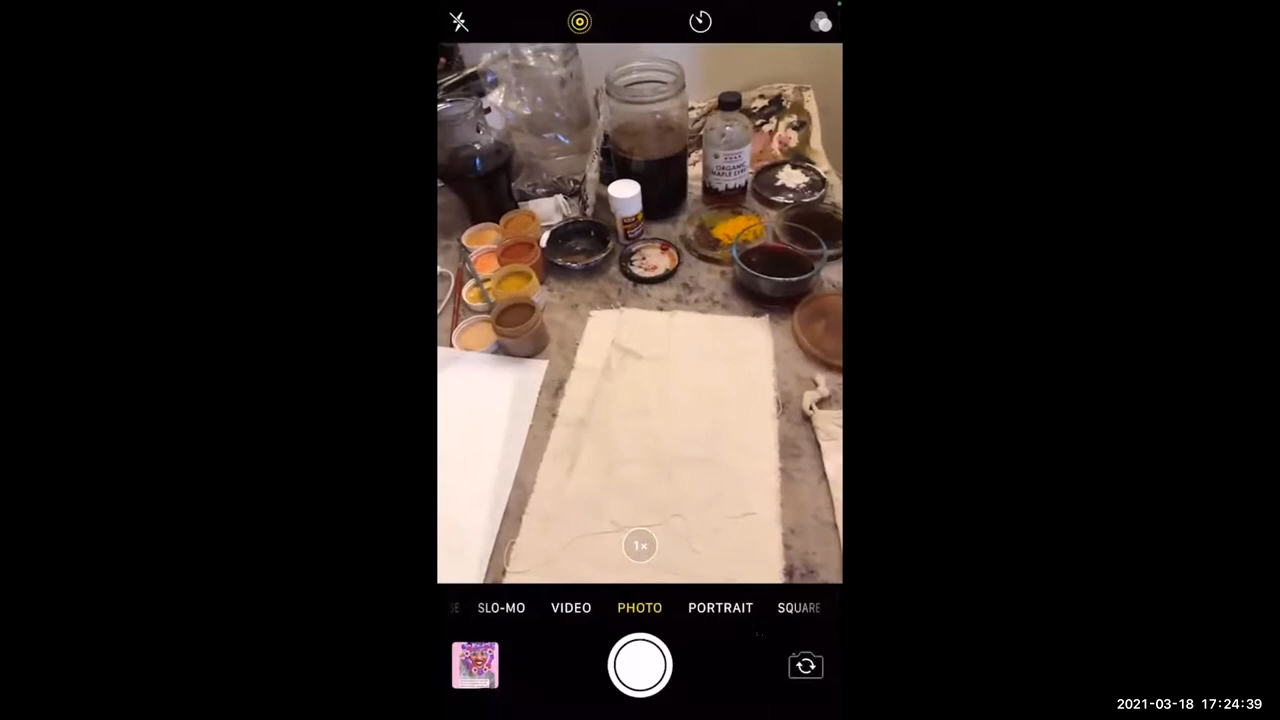 ORGANIC
MAPLE SYRUP
1×
SLO-MO VIDEO PHOTO PORTRAIT SQUARE
2021-03-18 17:24:39